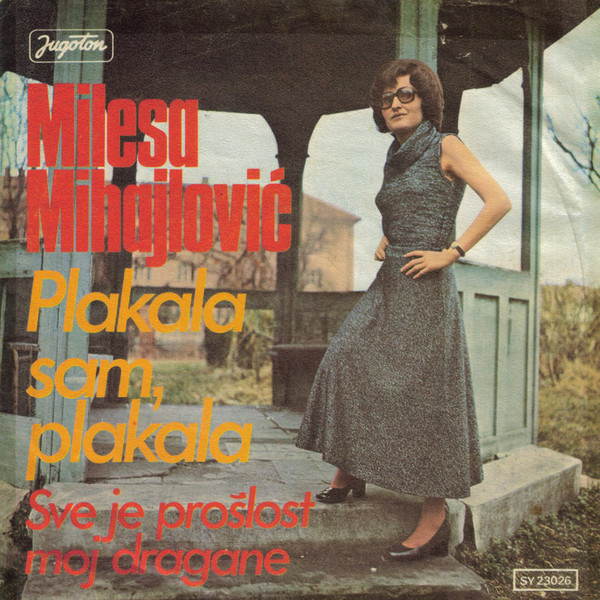 Jugoton
Milesa
Mihajlović
Plakala
sam,
plakala
Sve je prošlost
moj dragane
SY 23026